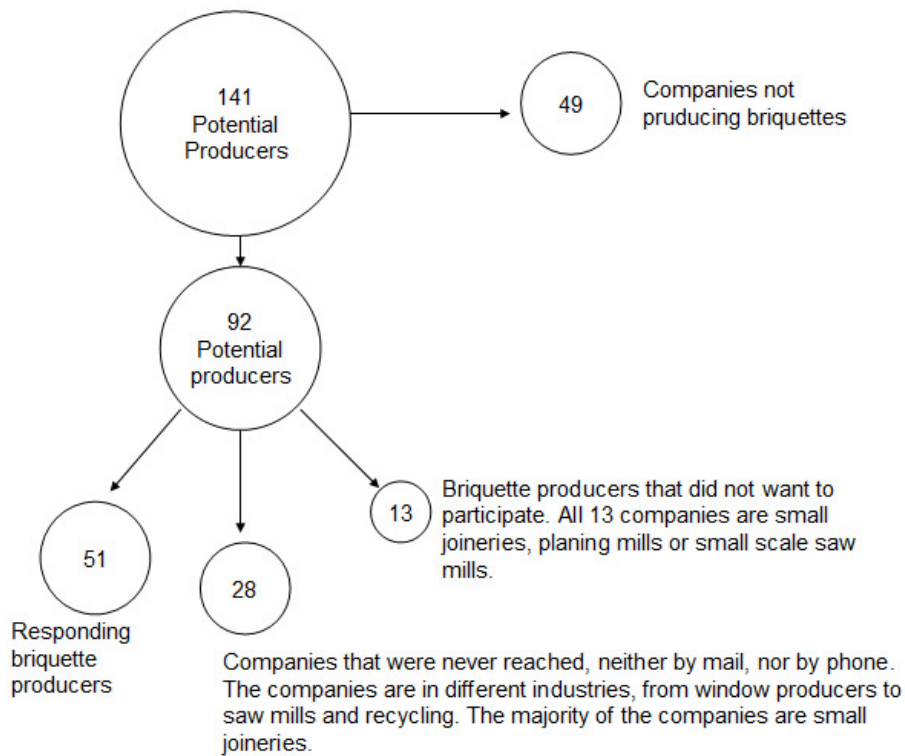 141
Potential
Producers
49
Companies not
pruducing briquettes
92
Potential
producers
13
Briquette producers that did not want to
participate. All 13 companies are small
joineries, planing mills or small scale saw
mills.
51
Responding
briquette
producers
28
Companies that were never reached, neither by mail, nor by phone.
The companies are in different industries, from window producers to
saw mills and recycling. The majority of the companies are small
joineries.